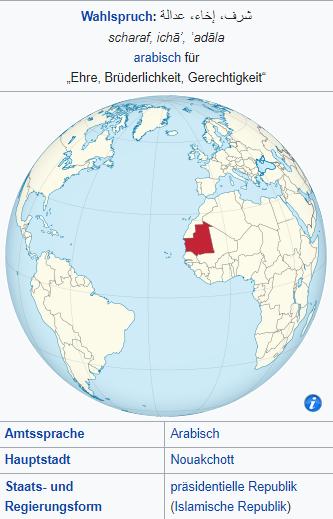 Wahlspruch: شرف، إخاء، عدالة
scharaf, ichā’, ʿadāla
arabisch für
„Ehre, Brüderlichkeit, Gerechtigkeit“
i
Amtssprache Arabisch
Hauptstadt Nouakchott
Staats- und präsidentielle Republik
Regierungsform (Islamische Republik)